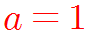 a = 1